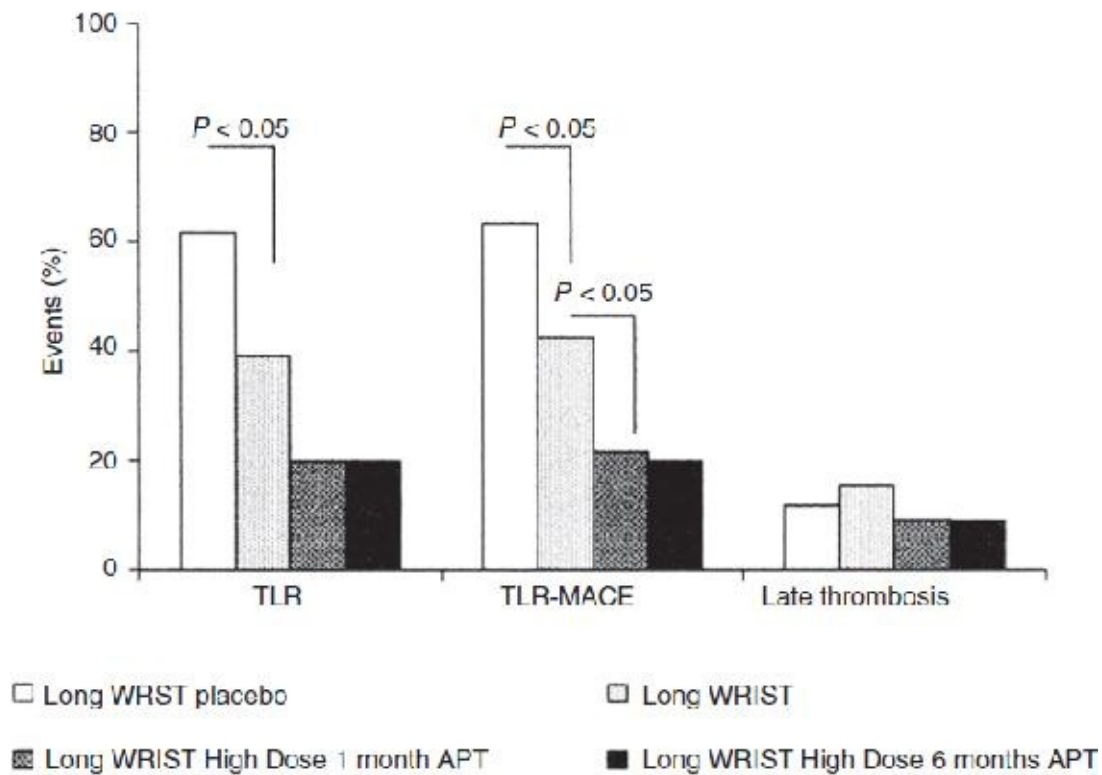 100
80
60
40
20
0
Events (%)
P < 0.05
P < 0.05
P < 0.05
TLR
TLR-MACE
Late thrombosis
Long WRST placebo
Long WRIST
Long WRIST High Dose 1 month APT
Long WRIST High Dose 6 months APT